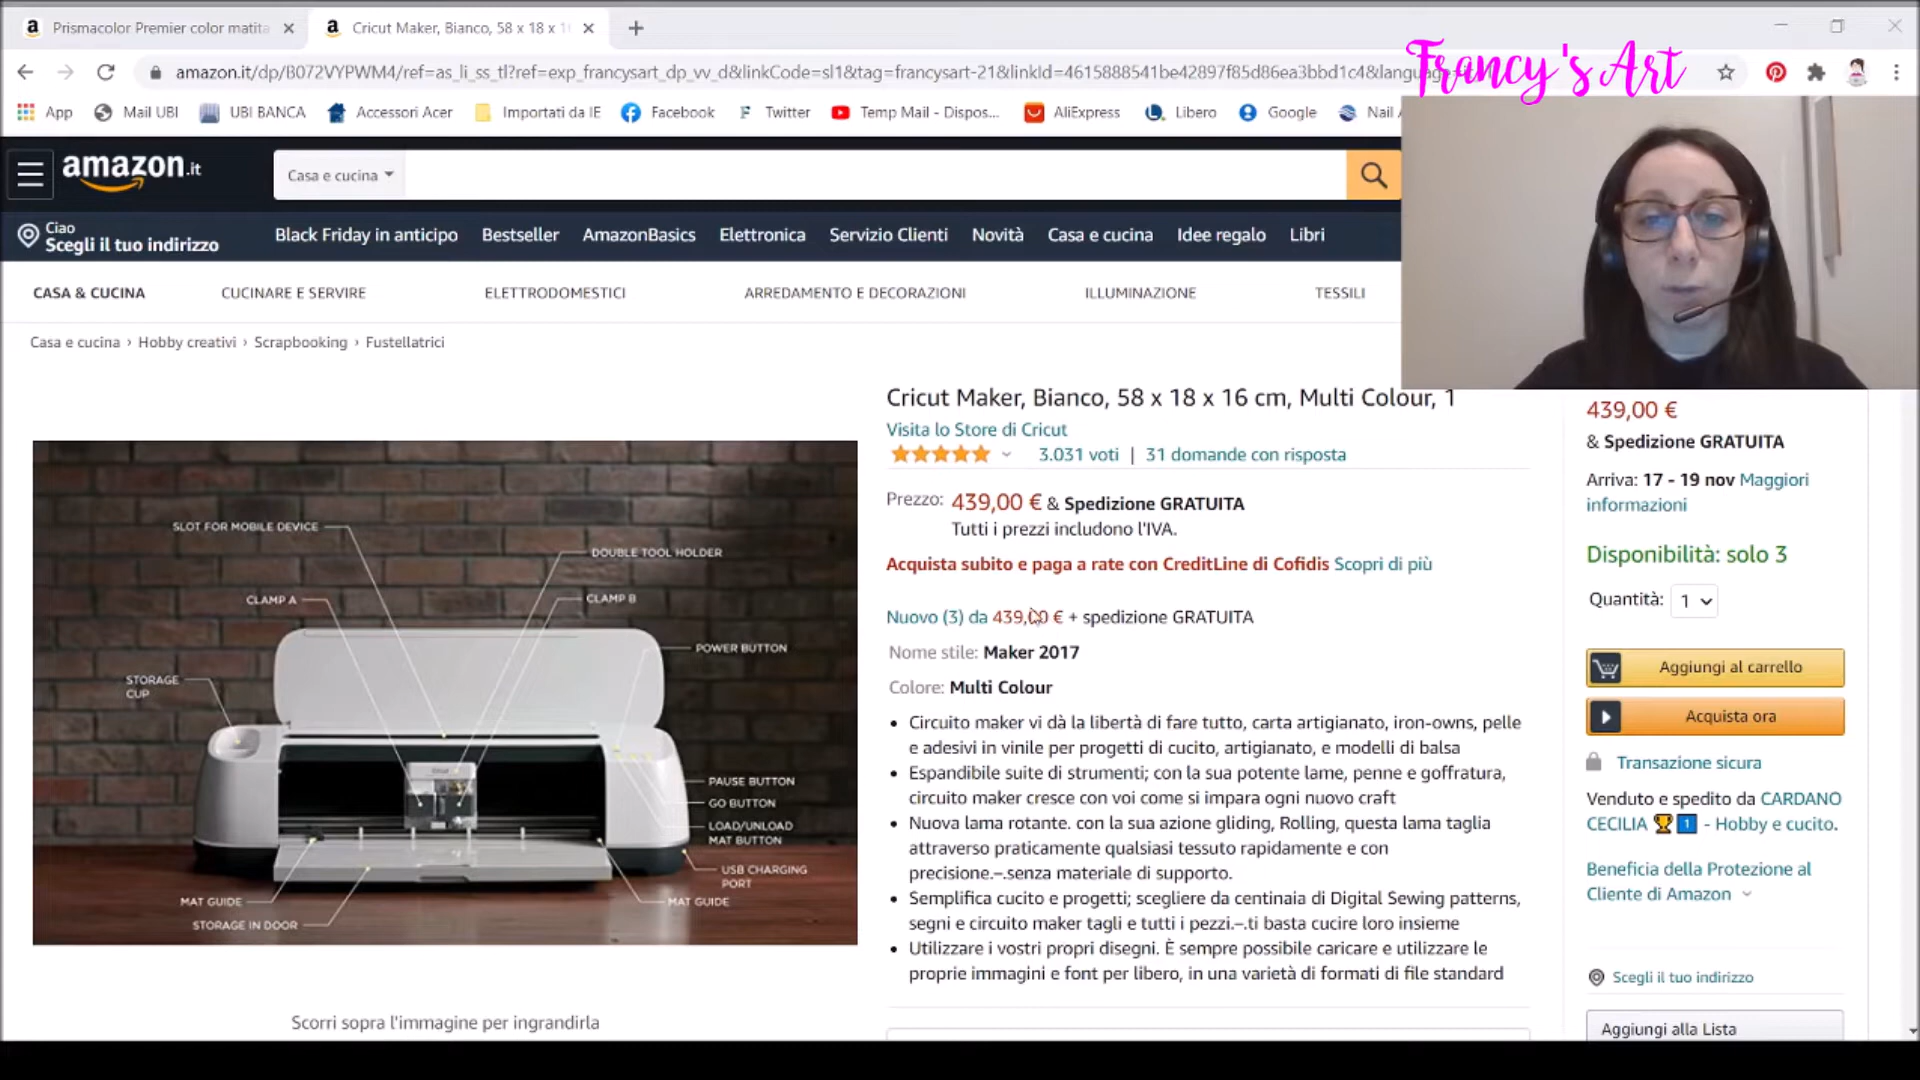 Prismacolor Premier color matita
Cricut Maker, Bianco, 58 x 18 x 1
amazon.it/dp/B072VYPWM4/ref=as_li_ss_tl?ref=exp_francysart_dp_vv_d&linkCode=sl1&tag=francysart-21&linkId=4615888541be42897f85d86ea3bbd1c4&langua
Francy's Art
App
Mail UBI
UBI BANCA
Accessori Acer
Importati da IE
Facebook
Twitter
Temp Mail - Dispos...
AliExpress
Libero
Google
Nail
amazon.it
Casa e cucina
Ciao
Scegli il tuo indirizzo
Black Friday in anticipo
Bestseller
AmazonBasics
Elettronica
Servizio Clienti
Novità
Casa e cucina
Idee regalo
Libri
CASA & CUCINA
CUCINARE E SERVIRE
ELETTRODOMESTICI
ARREDAMENTO E DECORAZIONI
ILLUMINAZIONE
TESSILI
Casa e cucina › Hobby creativi › Scrapbooking › Fustellatrici
SLOT FOR MOBILE DEVICE
DOUBLE TOOL HOLDER
CLAMP A
CLAMP B
POWER BUTTON
STORAGE
CUP
PAUSE BUTTON
GO BUTTON
LOAD/UNLOAD
MAT BUTTON
USB CHARGING
PORT
MAT GUIDE
MAT GUIDE
STORAGE IN DOOR
Scorri sopra l'immagine per ingrandirla
Cricut Maker, Bianco, 58 x 18 x 16 cm, Multi Colour, 1
Visita lo Store di Cricut
3.031 voti | 31 domande con risposta
Prezzo: 439,00 € & Spedizione GRATUITA
Tutti i prezzi includono l'IVA.
Acquista subito e paga a rate con CreditLine di Cofidis Scopri di più
Nuovo (3) da 439,00 € + spedizione GRATUITA
Nome stile: Maker 2017
Colore: Multi Colour
• Circuito maker vi dà la libertà di fare tutto, carta artigianato, iron-owns, pelle
e adesivi in vinile per progetti di cucito, artigianato, e modelli di balsa
• Espandibile suite di strumenti; con la sua potente lame, penne e goffratura,
circuito maker cresce con voi come si impara ogni nuovo craft
• Nuova lama rotante. con la sua azione gliding, Rolling, questa lama taglia
attraverso praticamente qualsiasi tessuto rapidamente e con
precisione.–.senza materiale di supporto.
• Semplifica cucito e progetti; scegliere da centinaia di Digital Sewing patterns,
segni e circuito maker tagli e tutti i pezzi.–.ti basta cucire loro insieme
• Utilizzare i vostri propri disegni. È sempre possibile caricare e utilizzare le
proprie immagini e font per libero, in una varietà di formati di file standard
439,00 €
& Spedizione GRATUITA
Arriva: 17 - 19 nov Maggiori
informazioni
Disponibilità: solo 3
Quantità: 1
Aggiungi al carrello
Acquista ora
Transazione sicura
Venduto e spedito da CARDANO
CECILIA 🏆1️⃣ - Hobby e cucito.
Beneficia della Protezione al
Cliente di Amazon
Scegli il tuo indirizzo
Aggiungi alla Lista